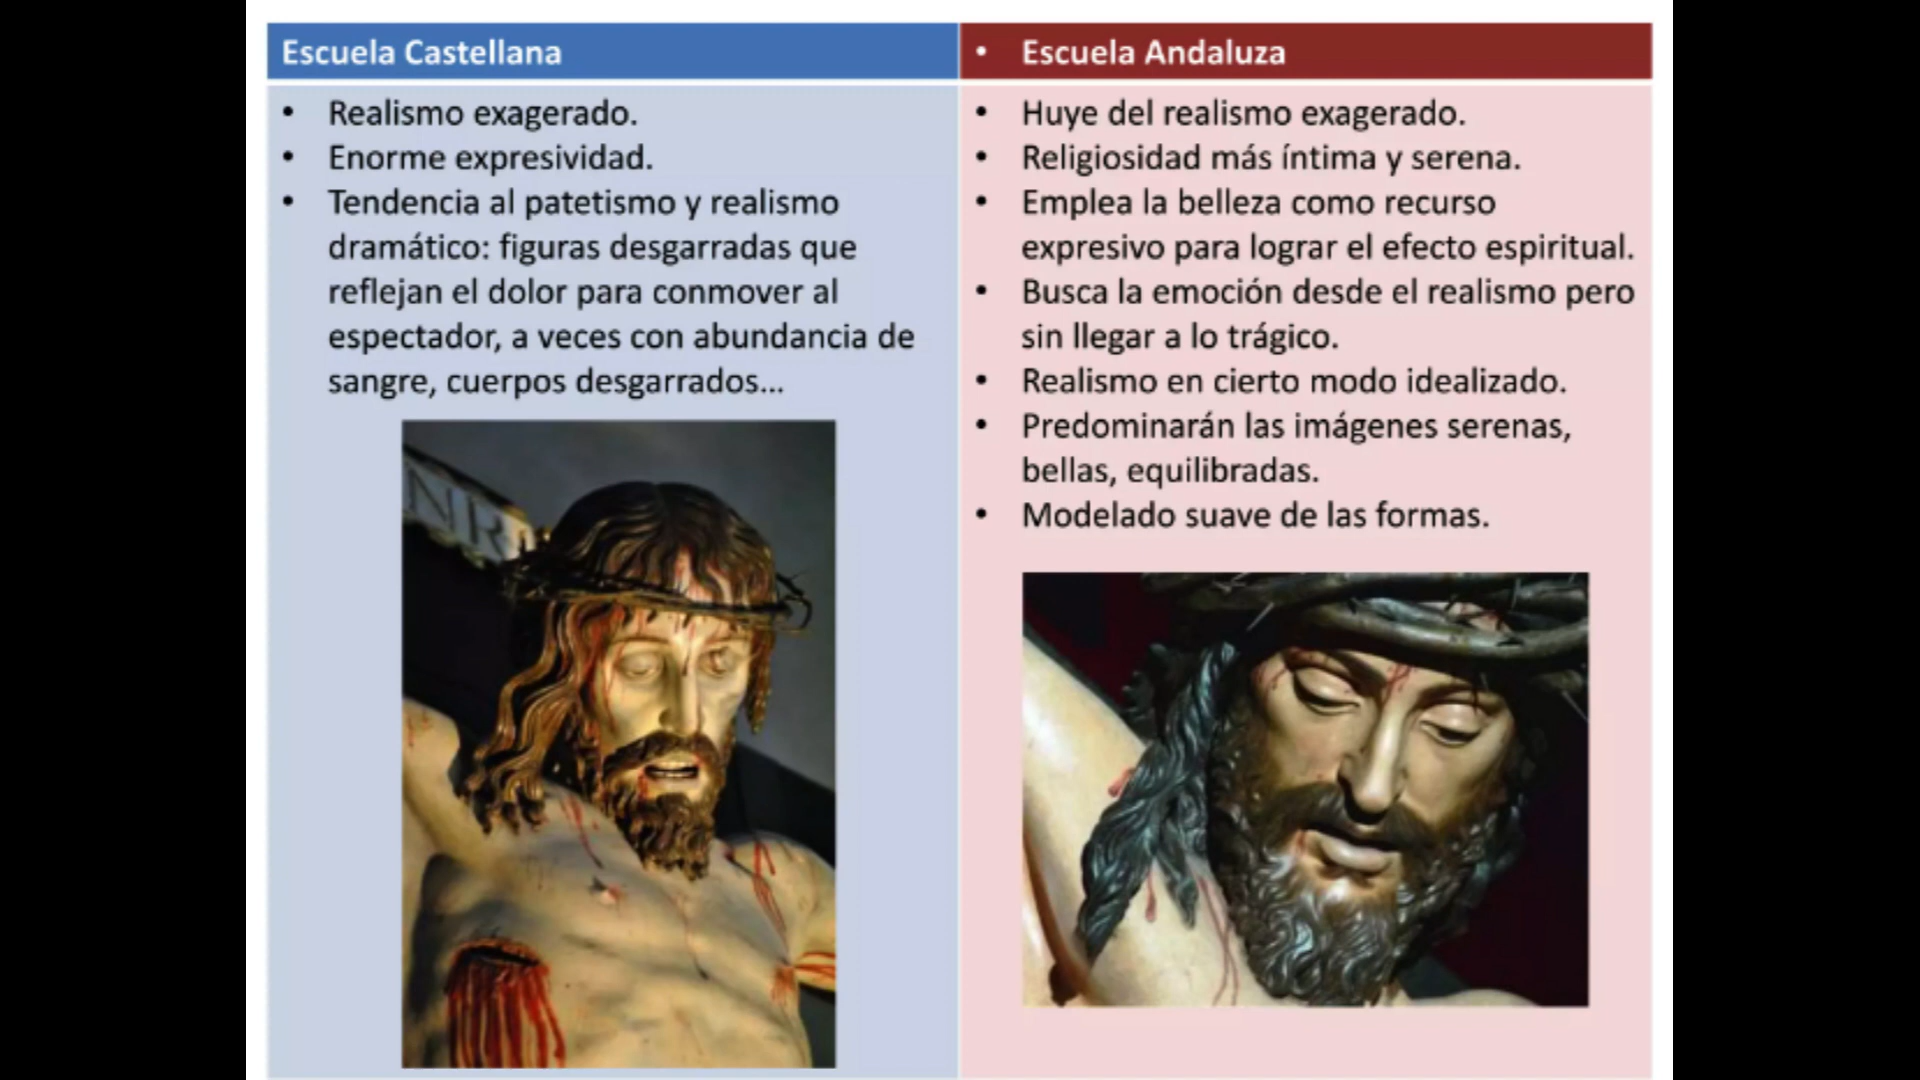 Escuela Castellana
• Realismo exagerado.
• Enorme expresividad.
• Tendencia al patetismo y realismo
dramático: figuras desgarradas que
reflejan el dolor para conmover al
espectador, a veces con abundancia de
sangre, cuerpos desgarrados...
NR
• Escuela Andaluza
• Huye del realismo exagerado.
• Religiosidad más íntima y serena.
• Emplea la belleza como recurso
expresivo para lograr el efecto espiritual.
• Busca la emoción desde el realismo pero
sin llegar a lo trágico.
• Realismo en cierto modo idealizado.
• Predominarán las imágenes serenas,
bellas, equilibradas.
• Modelado suave de las formas.